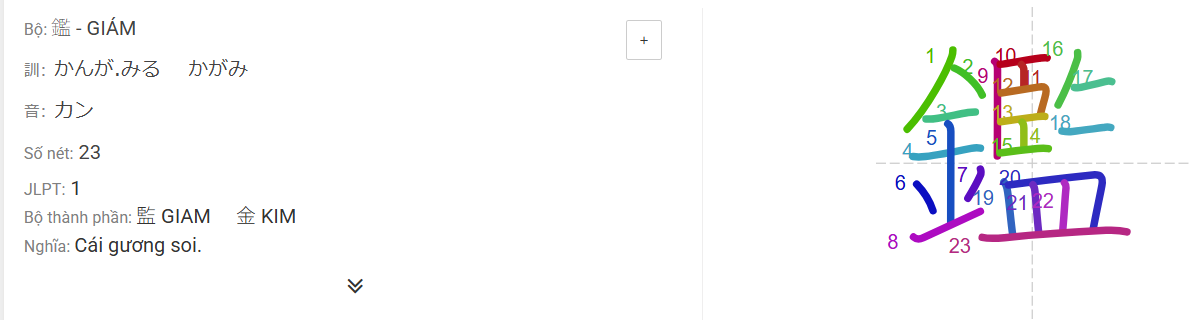 Bộ: 鑑 - GIÁM
+
訓: かんが.みる かがみ
音: カン
Số nét: 23
JLPT: 1
Bộ thành phần: 監 GIAM 金 KIM
Nghĩa: Cái gương soi.
1 2 3 4 5 6 7 8 9 10 11 12 13 14 15 16 17 18 19 20 21 22 23